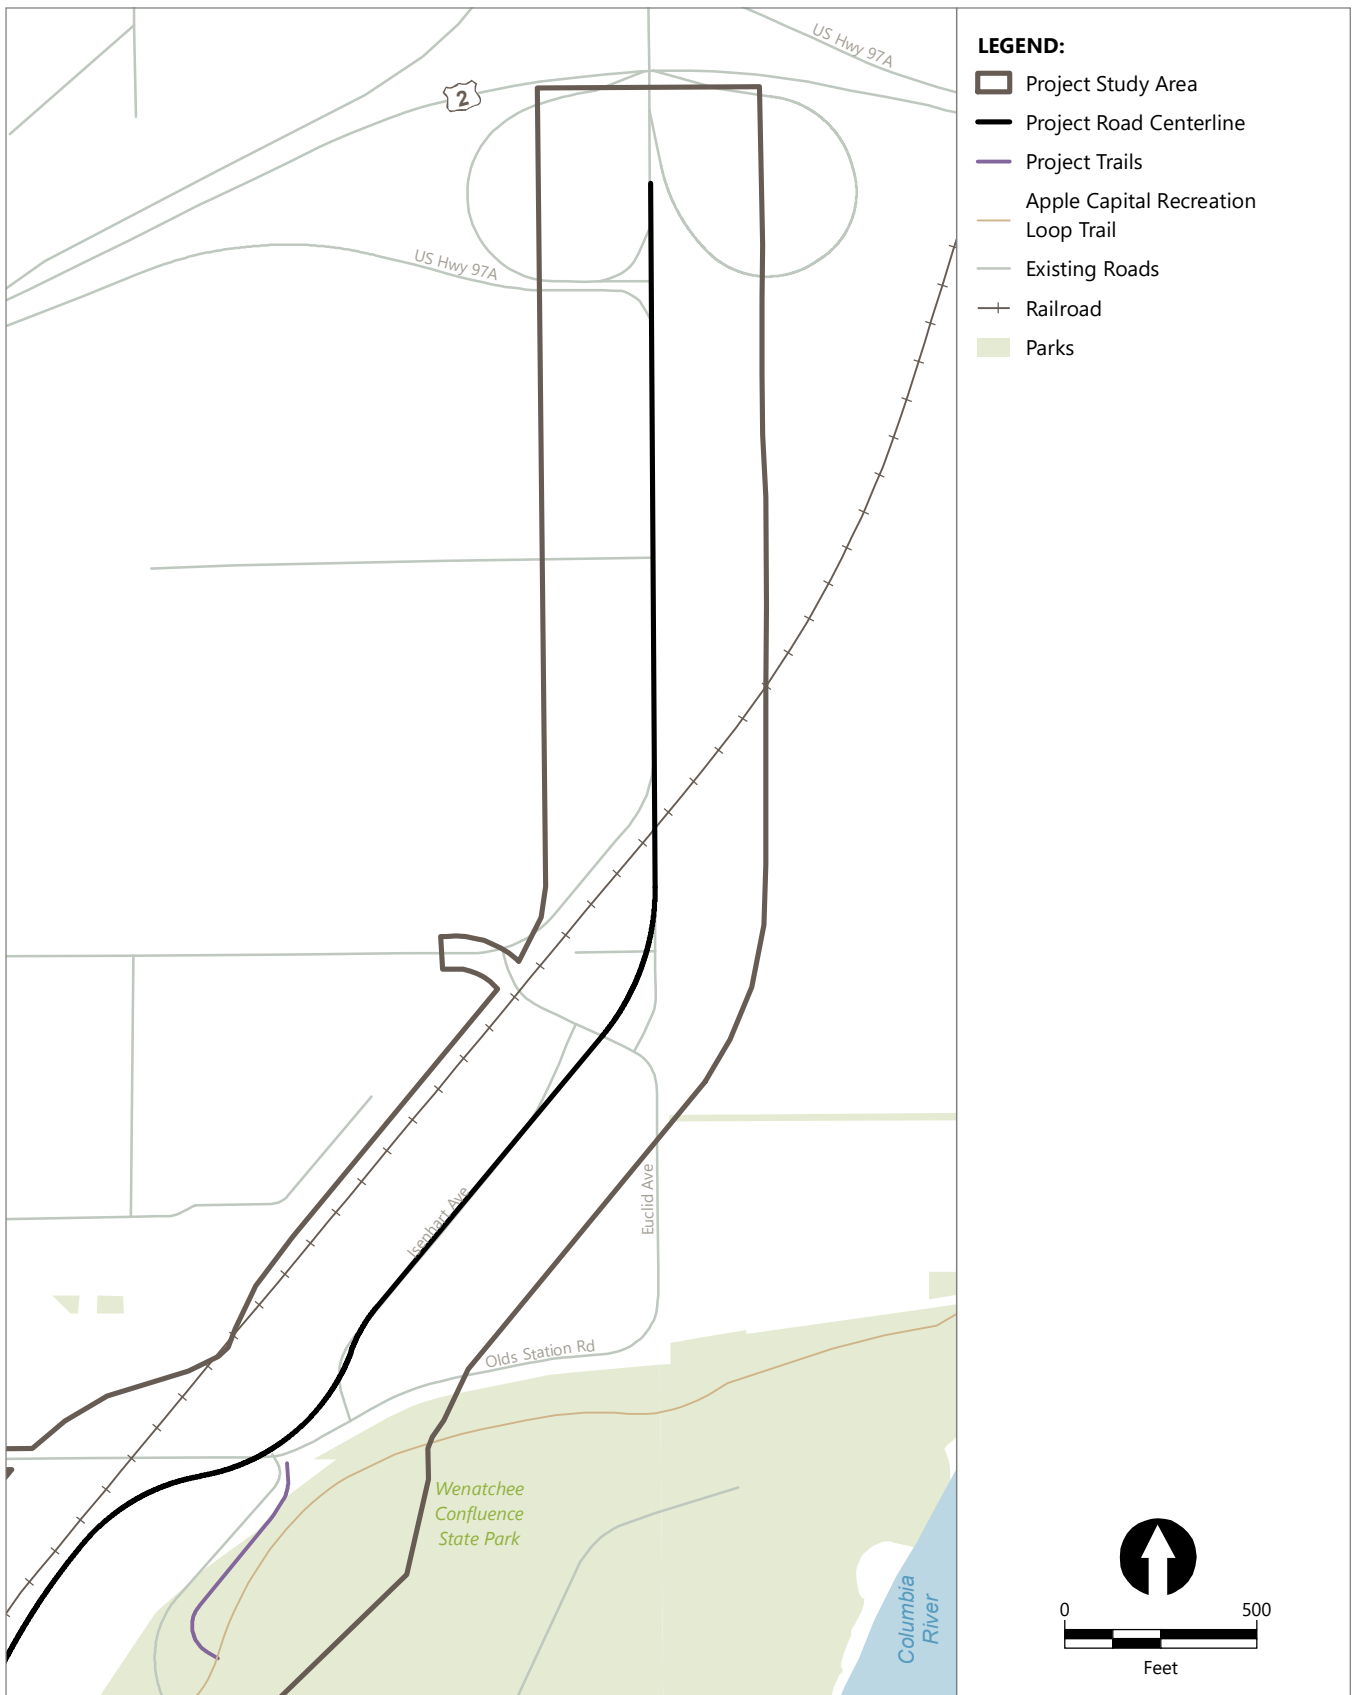 US Hwy 97A
2
US Hwy 97A
Isenhart Ave
Euclid Ave
Olds Station Rd
Wenatchee
Confluence
State Park
Columbia
River
LEGEND:
Project Study Area
Project Road Centerline
Project Trails
Apple Capital Recreation
Loop Trail
Existing Roads
Railroad
Parks
0 500
Feet